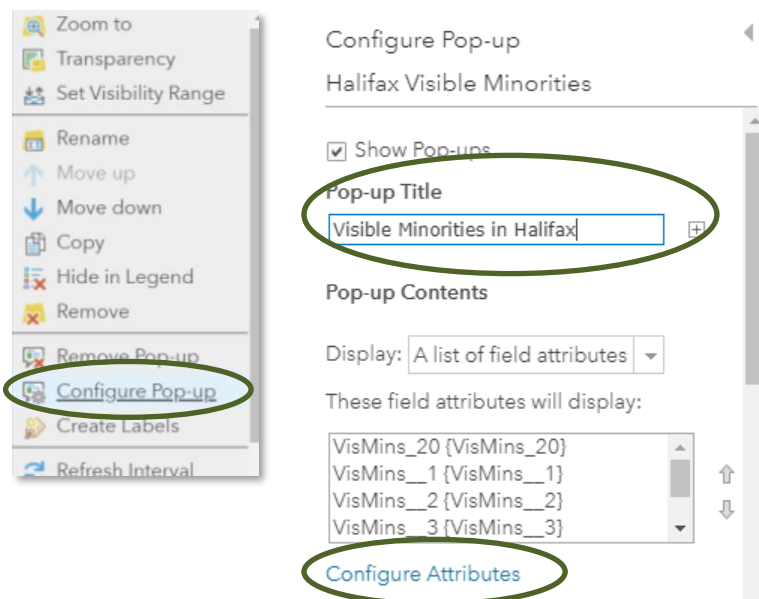 Zoom to
Transparency
Set Visibility Range
Rename
Move up
Move down
Copy
Hide in Legend
Remove
Remove Pop-up
Configure Pop-up
Create Labels
Refresh Interval
Configure Pop-up
Halifax Visible Minorities
Show Pop-ups
Pop-up Title
Visible Minorities in Halifax
Pop-up Contents
Display: A list of field attributes
These field attributes will display:
VisMins_20 {VisMins_20}
VisMins__1 {VisMins__1}
VisMins__2 {VisMins__2}
VisMins__3 {VisMins__3}
Configure Attributes